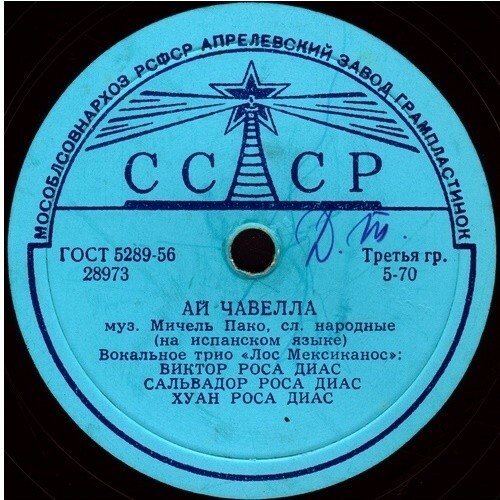 МОСОБЛСОВНАРХОЗ РСФСР АПРЕЛЕВСКИЙ ЗАВОД ГРАМПЛАСТИНОК
СССР
Д. Т.
ГОСТ 5289-56
28973
Третья гр.
5-70
АЙ ЧАВЕЛЛА
муз. Мичель Пако, сл. народные
(на испанском языке)
Вокальное трио «Лос Мексиканос»:
ВИКТОР РОСА ДИАС
САЛЬВАДОР РОСА ДИАС
ХУАН РОСА ДИАС